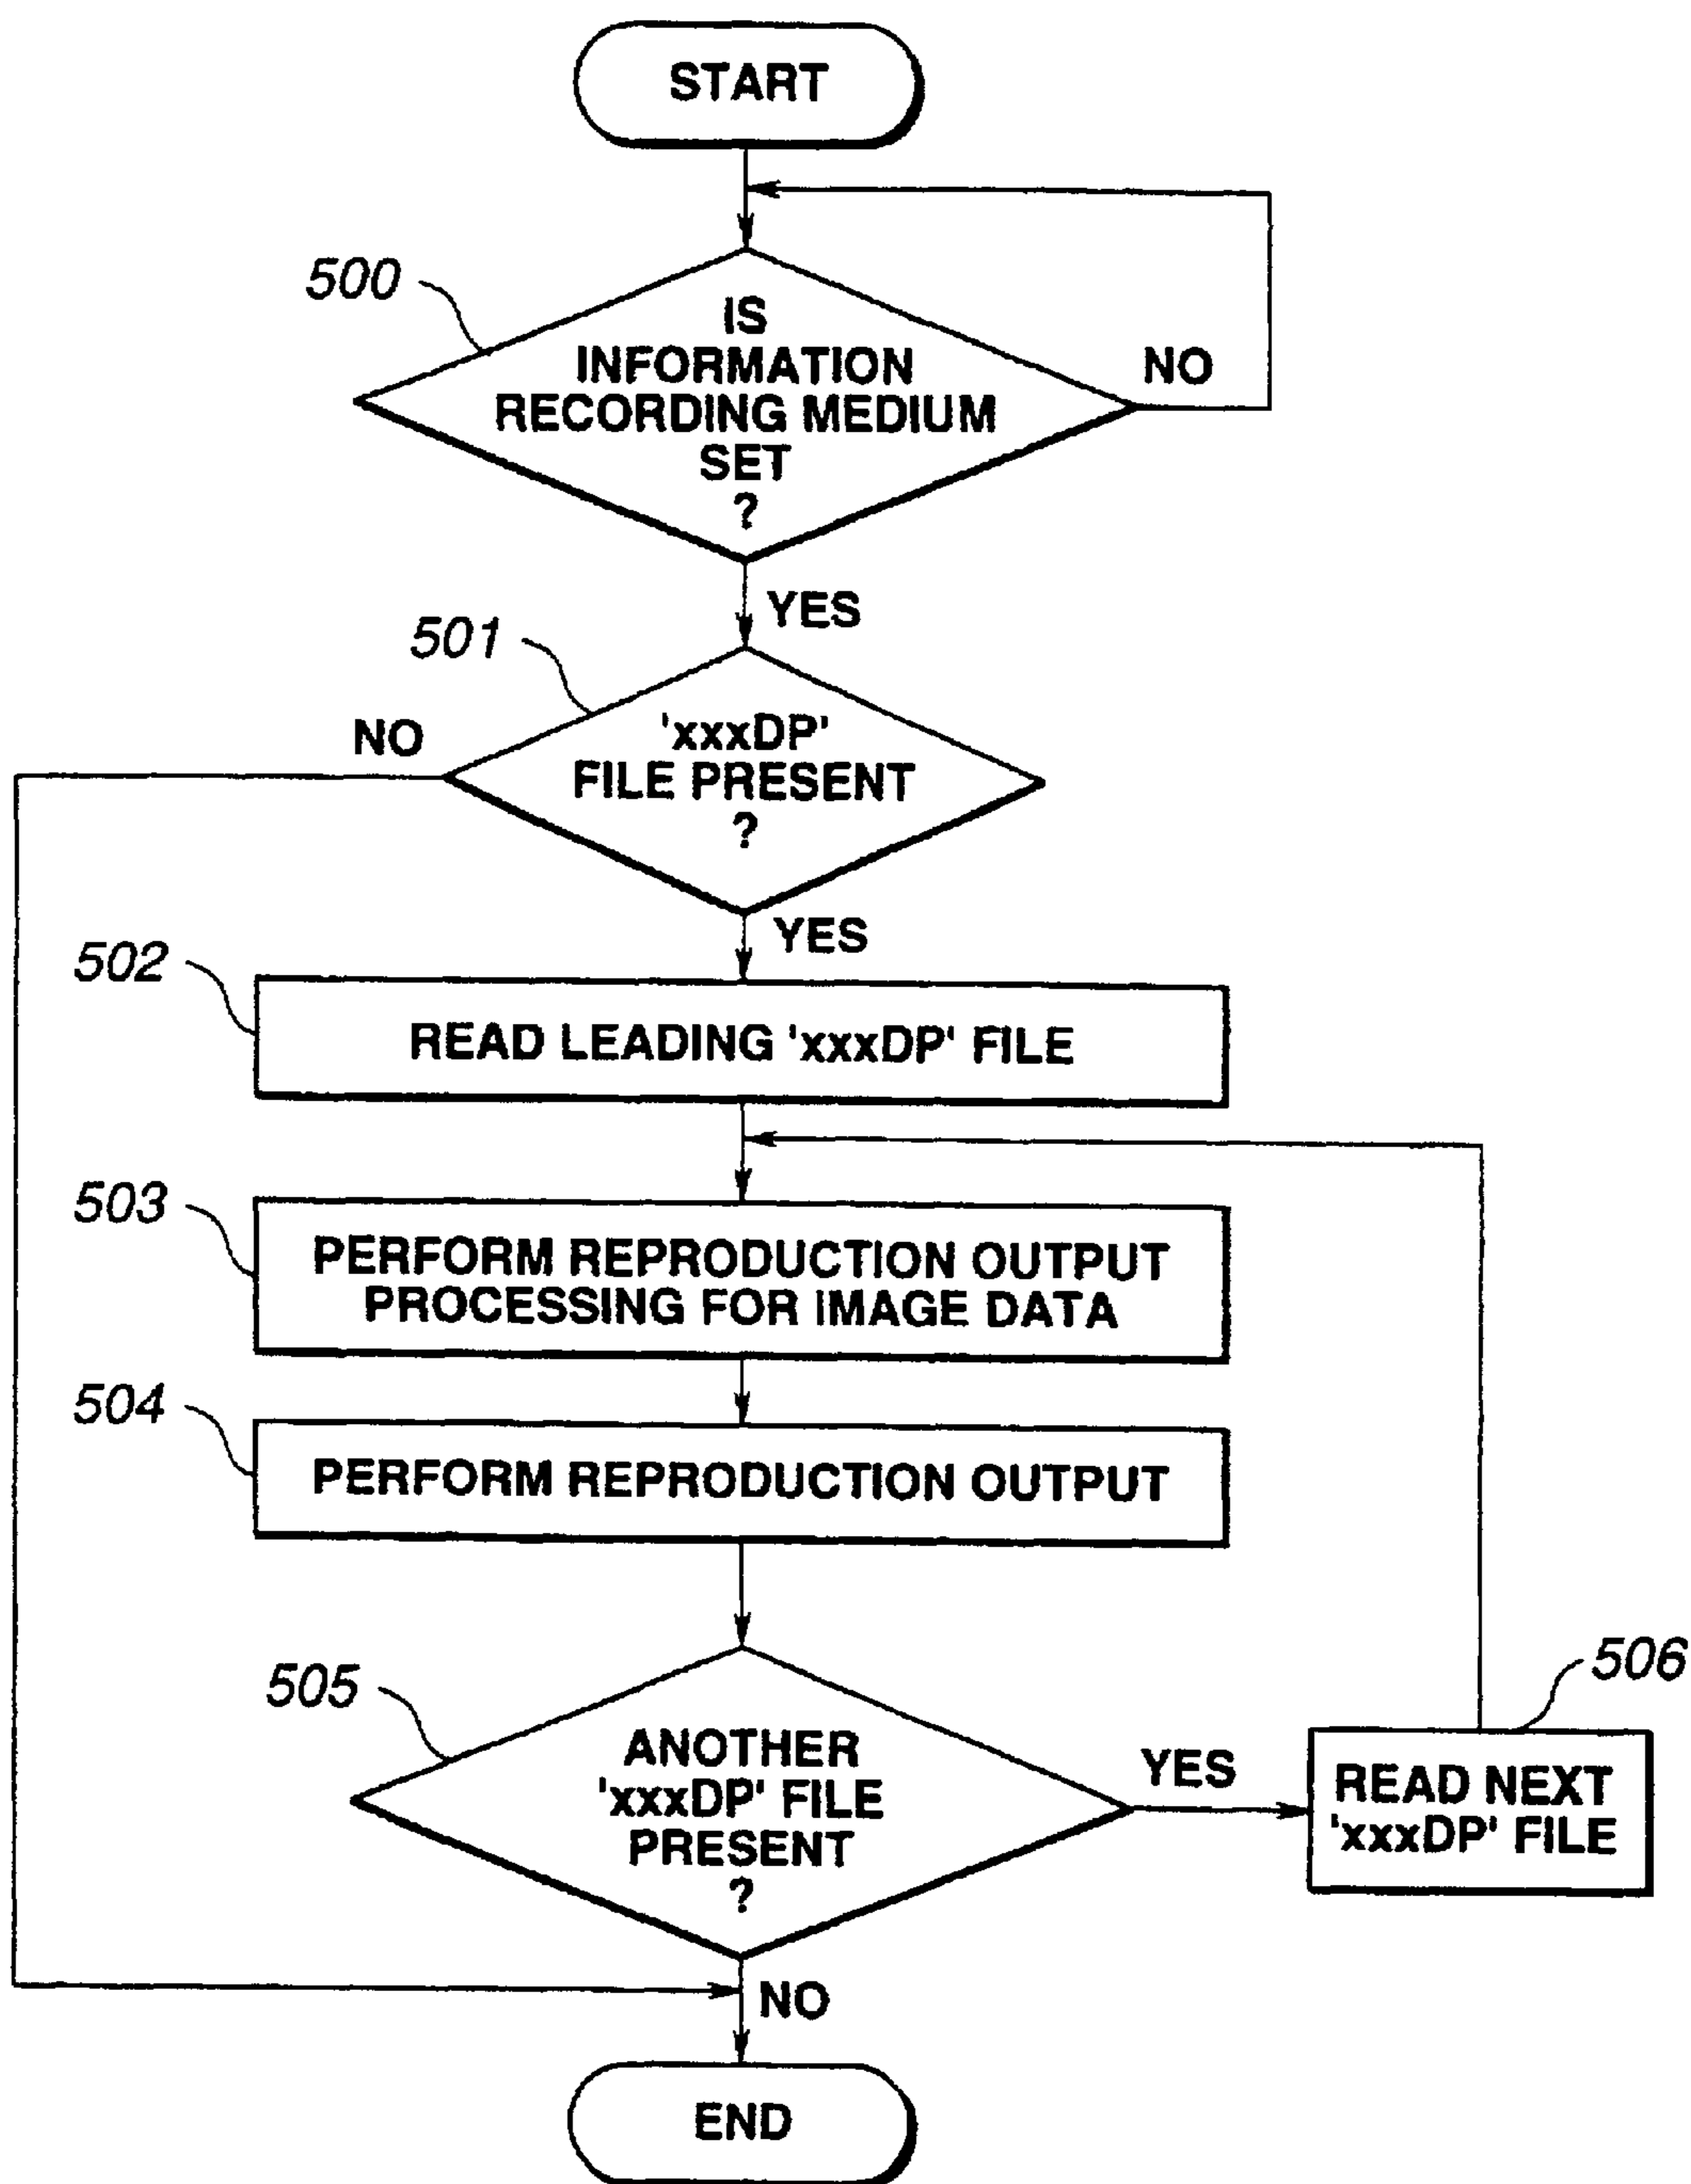 START
500
IS
INFORMATION
RECORDING MEDIUM
SET
?
NO
YES
501
'xxxDP'
FILE PRESENT
?
NO
YES
502
READ LEADING 'xxxDP' FILE
503
PERFORM REPRODUCTION OUTPUT
PROCESSING FOR IMAGE DATA
504
PERFORM REPRODUCTION OUTPUT
505
ANOTHER
'xxxDP' FILE
PRESENT
?
YES
506
READ NEXT
'xxxDP' FILE
NO
END